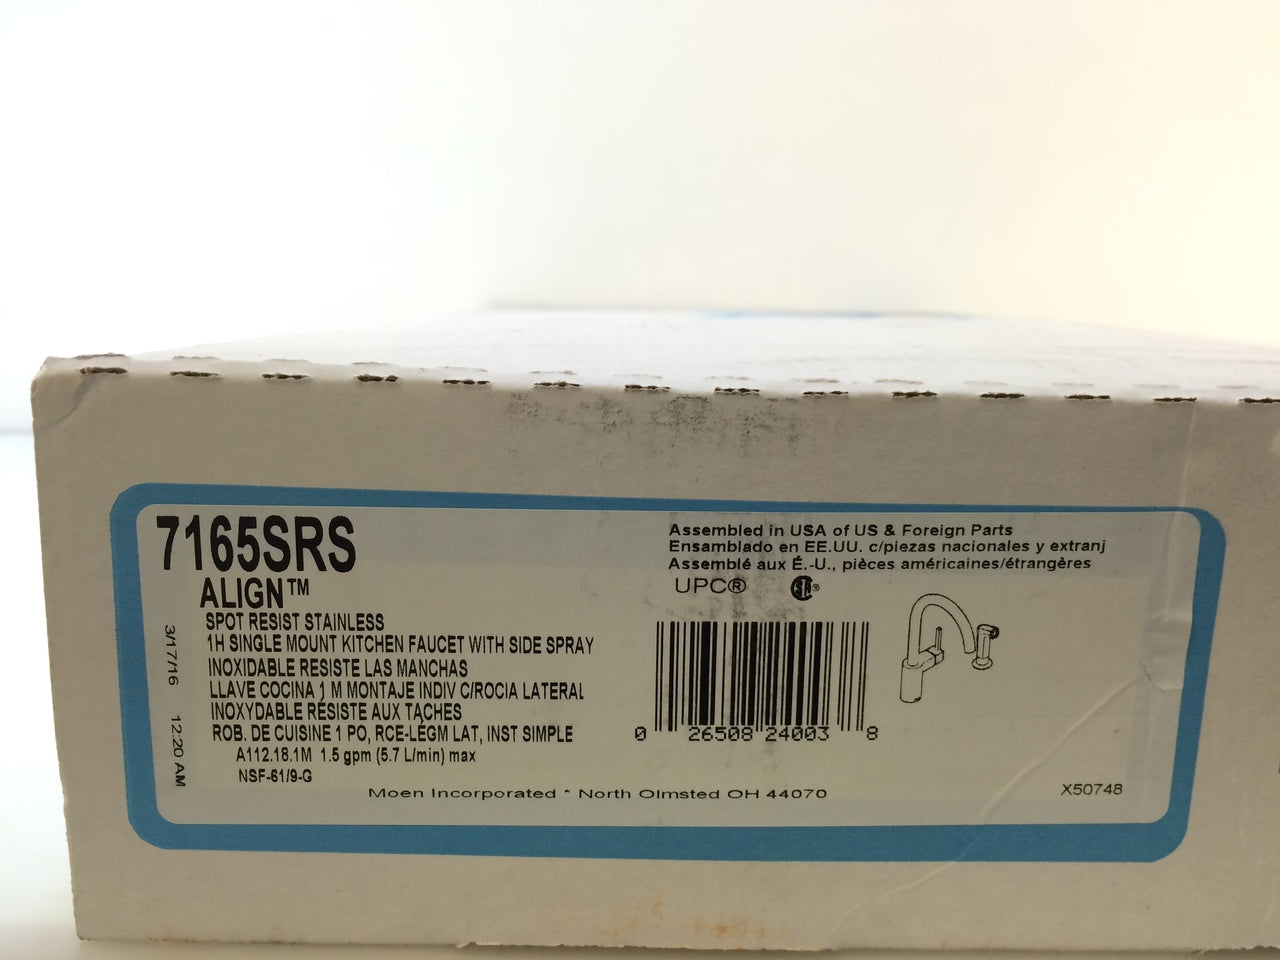 7165SRS
ALIGN™
SPOT RESIST STAINLESS
1H SINGLE MOUNT KITCHEN FAUCET WITH SIDE SPRAY
INOXIDABLE RESISTE LAS MANCHAS
LLAVE COCINA 1 M MONTAJE INDIV C/ROCIA LATERAL
INOXYDABLE RÉSISTE AUX TACHES
ROB. DE CUISINE 1 PO, RCE-LÉGM LAT, INST SIMPLE
A112.18.1M 1.5 gpm (5.7 L/min) max
NSF-61/9-G
3/17/16 12:20 AM
Assembled in USA of US & Foreign Parts
Ensamblado en EE.UU. c/piezas nacionales y extranj
Assemblé aux É.-U., pièces américaines/étrangères
UPC®
0 26508 24003 8
Moen Incorporated * North Olmsted OH 44070
X50748